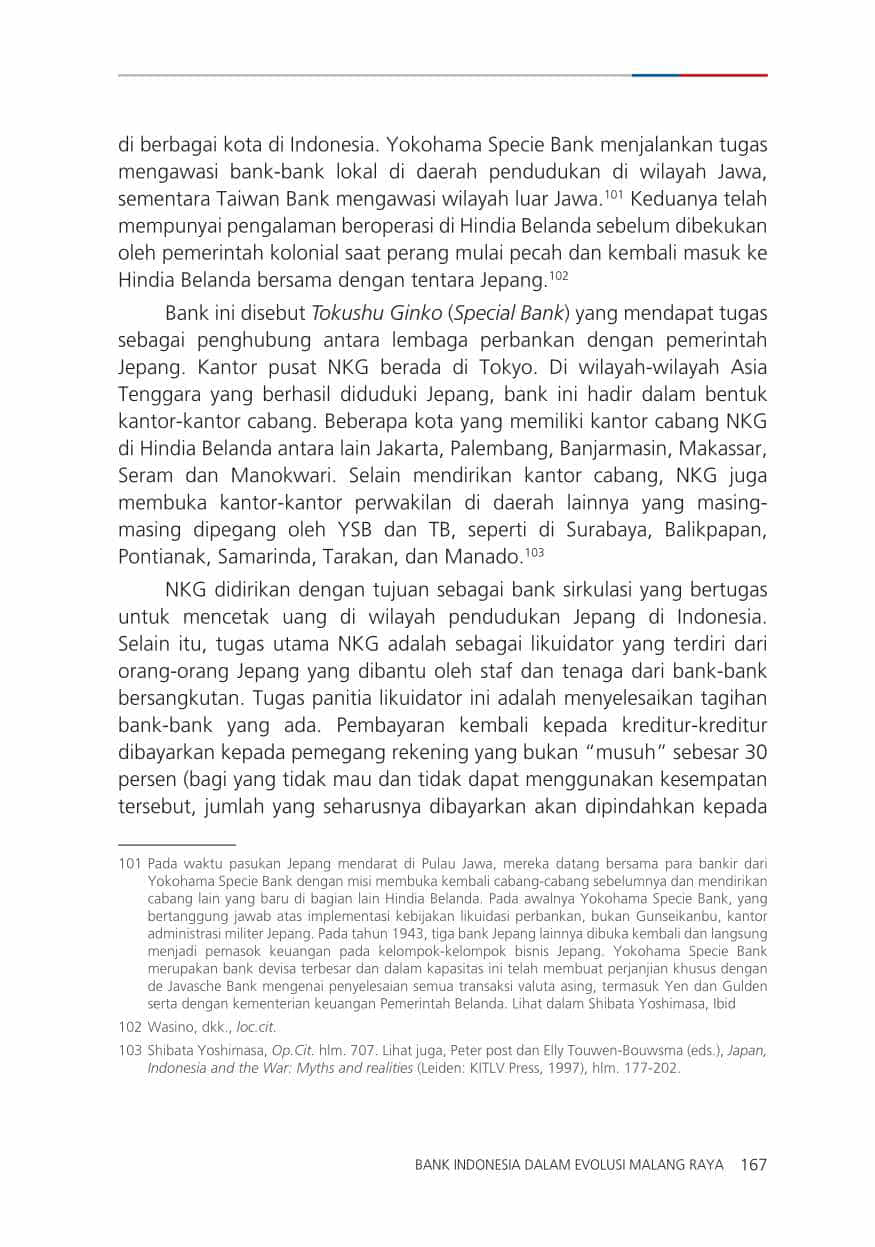 di berbagai kota di Indonesia. Yokohama Specie Bank menjalankan tugas
mengawasi bank-bank lokal di daerah pendudukan di wilayah Jawa,
sementara Taiwan Bank mengawasi wilayah luar Jawa.101 Keduanya telah
mempunyai pengalaman beroperasi di Hindia Belanda sebelum dibekukan
oleh pemerintah kolonial saat perang mulai pecah dan kembali masuk ke
Hindia Belanda bersama dengan tentara Jepang.102
Bank ini disebut Tokushu Ginko (Special Bank) yang mendapat tugas
sebagai penghubung antara lembaga perbankan dengan pemerintah
Jepang. Kantor pusat NKG berada di Tokyo. Di wilayah-wilayah Asia
Tenggara yang berhasil diduduki Jepang, bank ini hadir dalam bentuk
kantor-kantor cabang. Beberapa kota yang memiliki kantor cabang NKG
di Hindia Belanda antara lain Jakarta, Palembang, Banjarmasin, Makassar,
Seram dan Manokwari. Selain mendirikan kantor cabang, NKG juga
membuka kantor-kantor perwakilan di daerah lainnya yang masing-
masing dipegang oleh YSB dan TB, seperti di Surabaya, Balikpapan,
Pontianak, Samarinda, Tarakan, dan Manado.103
NKG didirikan dengan tujuan sebagai bank sirkulasi yang bertugas
untuk mencetak uang di wilayah pendudukan Jepang di Indonesia.
Selain itu, tugas utama NKG adalah sebagai likuidator yang terdiri dari
orang-orang Jepang yang dibantu oleh staf dan tenaga dari bank-bank
bersangkutan. Tugas panitia likuidator ini adalah menyelesaikan tagihan
bank-bank yang ada. Pembayaran kembali kepada kreditur-kreditur
dibayarkan kepada pemegang rekening yang bukan “musuh” sebesar 30
persen (bagi yang tidak mau dan tidak dapat menggunakan kesempatan
tersebut, jumlah yang seharusnya dibayarkan akan dipindahkan kepada
101 Pada waktu pasukan Jepang mendarat di Pulau Jawa, mereka datang bersama para bankir dari
Yokohama Specie Bank dengan misi membuka kembali cabang-cabang sebelumnya dan mendirikan
cabang lain yang baru di bagian lain Hindia Belanda. Pada awalnya Yokohama Specie Bank, yang
bertanggung jawab atas implementasi kebijakan likuidasi perbankan, bukan Gunseikanbu, kantor
administrasi militer Jepang. Pada tahun 1943, tiga bank Jepang lainnya dibuka kembali dan langsung
menjadi pemasok keuangan pada kelompok-kelompok bisnis Jepang. Yokohama Specie Bank
merupakan bank devisa terbesar dan dalam kapasitas ini telah membuat perjanjian khusus dengan
de Javasche Bank mengenai penyelesaian semua transaksi valuta asing, termasuk Yen dan Gulden
serta dengan kementerian keuangan Pemerintah Belanda. Lihat dalam Shibata Yoshimasa, Ibid
102 Wasino, dkk., loc.cit.
103 Shibata Yoshimasa, Op.Cit. hlm. 707. Lihat juga, Peter post dan Elly Touwen-Bouwsma (eds.), Japan,
Indonesia and the War: Myths and realities (Leiden: KITLV Press, 1997), hlm. 177-202.
BANK INDONESIA DALAM EVOLUSI MALANG RAYA 167